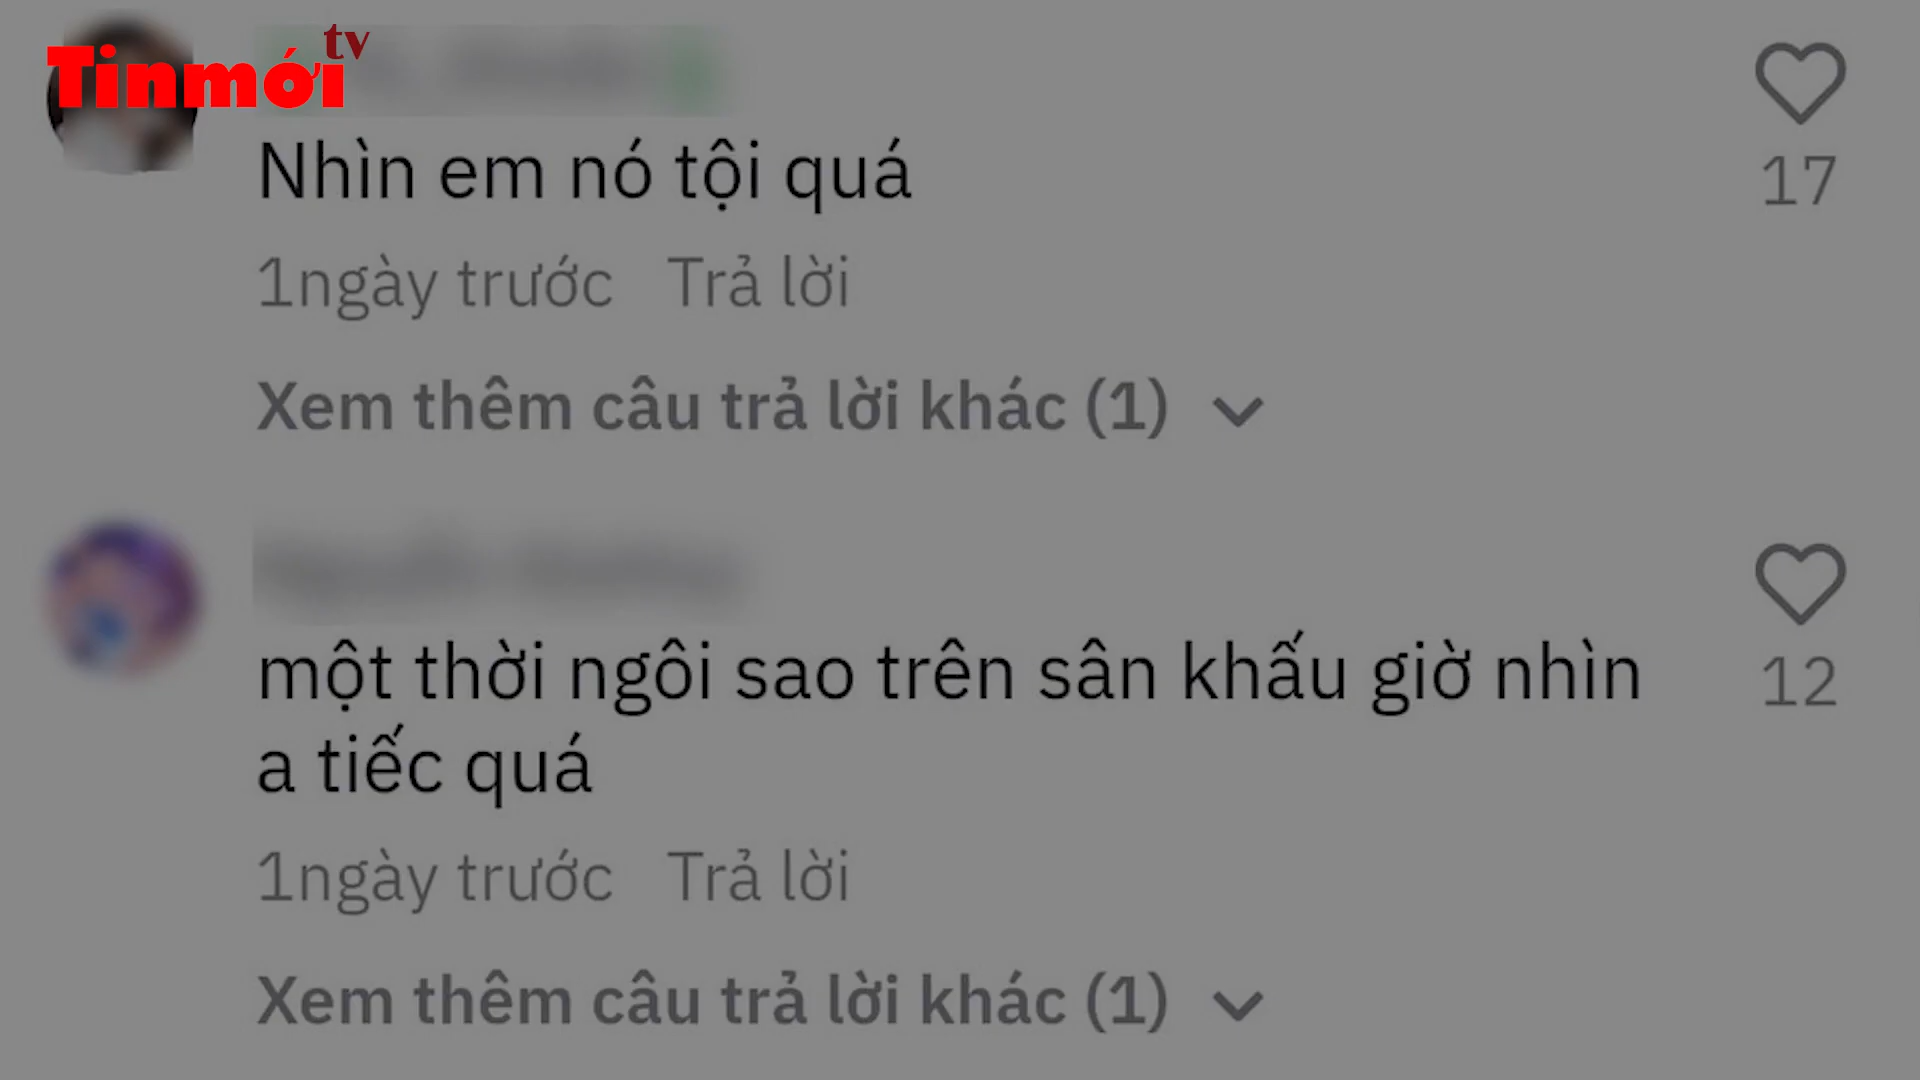 Tinmới tv
Nhìn em nó tội quá
17
1ngày trước Trả lời
Xem thêm câu trả lời khác (1)
một thời ngôi sao trên sân khấu giờ nhìn
a tiếc quá
12
1ngày trước Trả lời
Xem thêm câu trả lời khác (1)